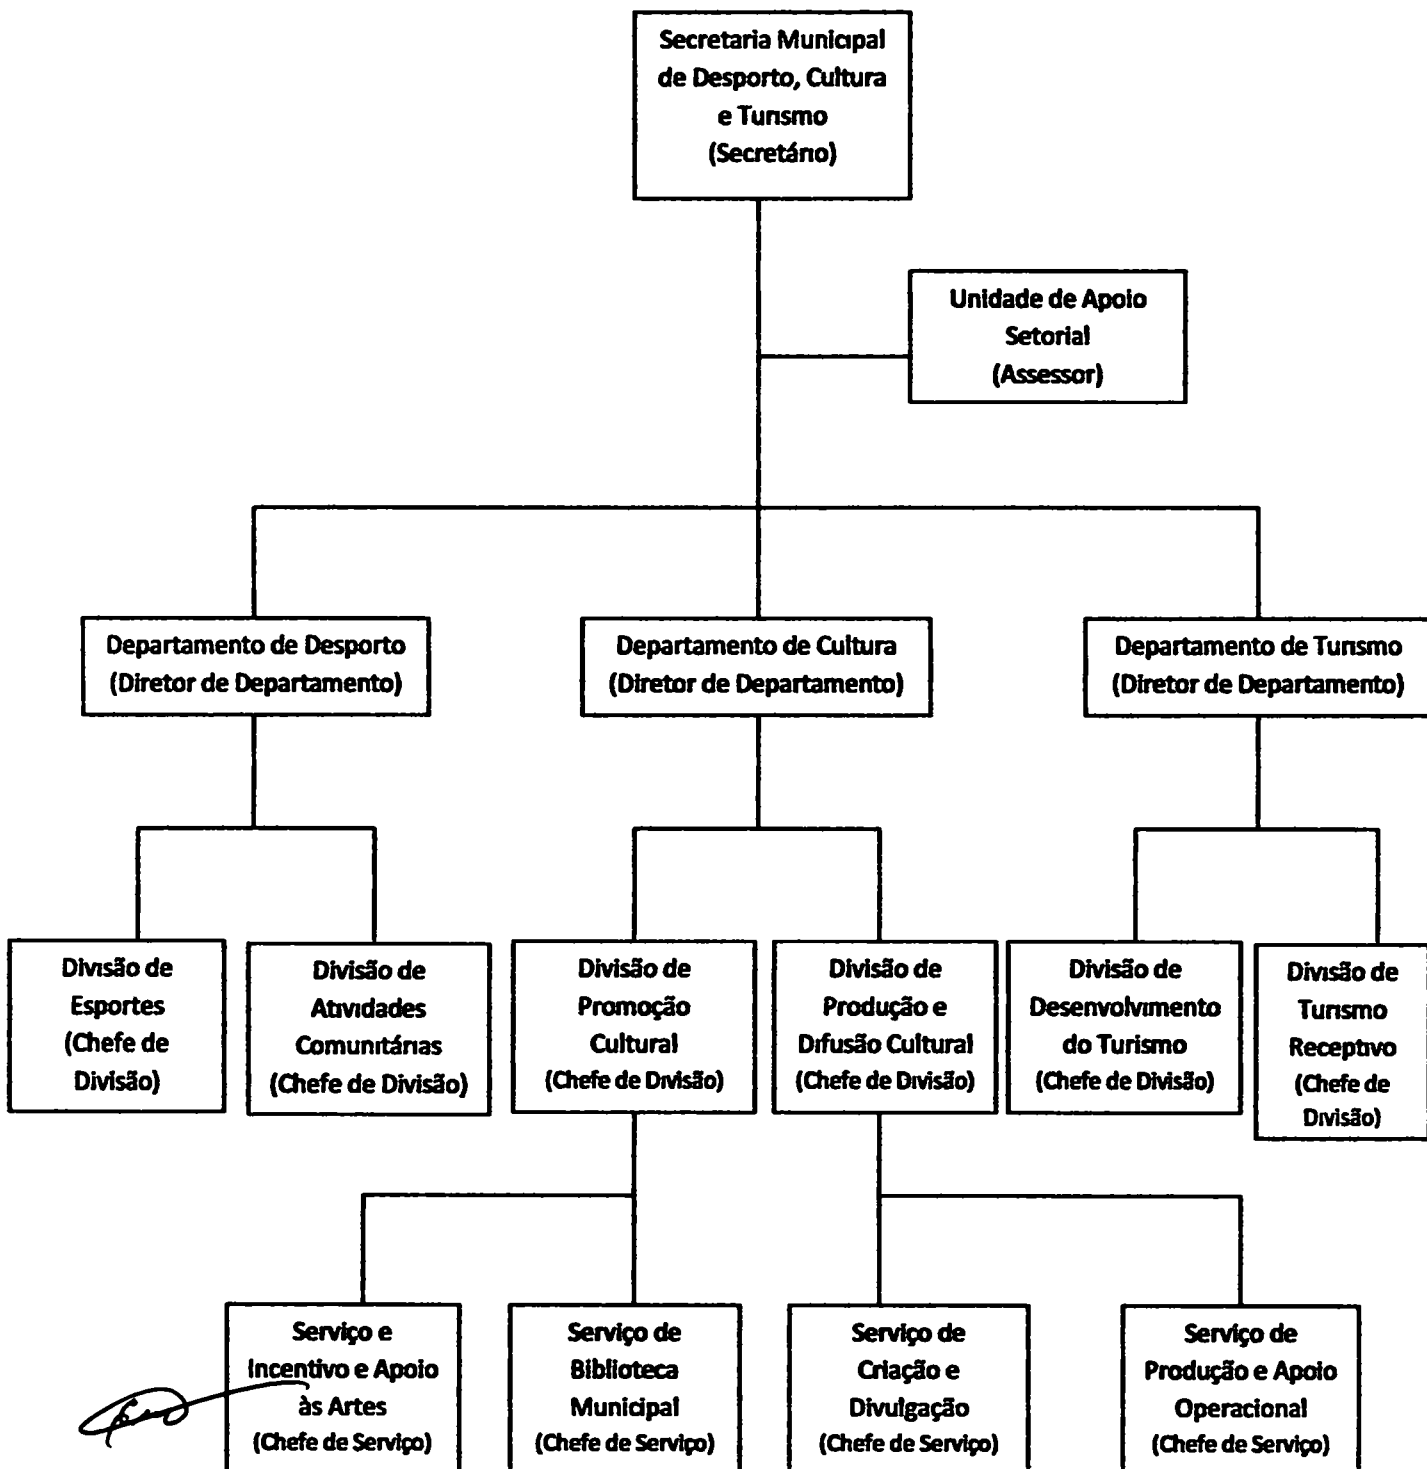 Secretaria Municipal
de Desporto, Cultura
e Turismo
(Secretário)
Unidade de Apoio
Setorial
(Assessor)
Departamento de Desporto
(Diretor de Departamento)
Departamento de Cultura
(Diretor de Departamento)
Departamento de Turismo
(Diretor de Departamento)
Divisão de
Esportes
(Chefe de
Divisão)
Divisão de
Atividades
Comunitárias
(Chefe de Divisão)
Divisão de
Promoção
Cultural
(Chefe de Divisão)
Divisão de
Produção e
Difusão Cultural
(Chefe de Divisão)
Divisão de
Desenvolvimento
do Turismo
(Chefe de Divisão)
Divisão de
Turismo
Receptivo
(Chefe de
Divisão)
Serviço e
Incentivo e Apoio
às Artes
(Chefe de Serviço)
Serviço de
Biblioteca
Municipal
(Chefe de Serviço)
Serviço de
Criação e
Divulgação
(Chefe de Serviço)
Serviço de
Produção e Apoio
Operacional
(Chefe de Serviço)